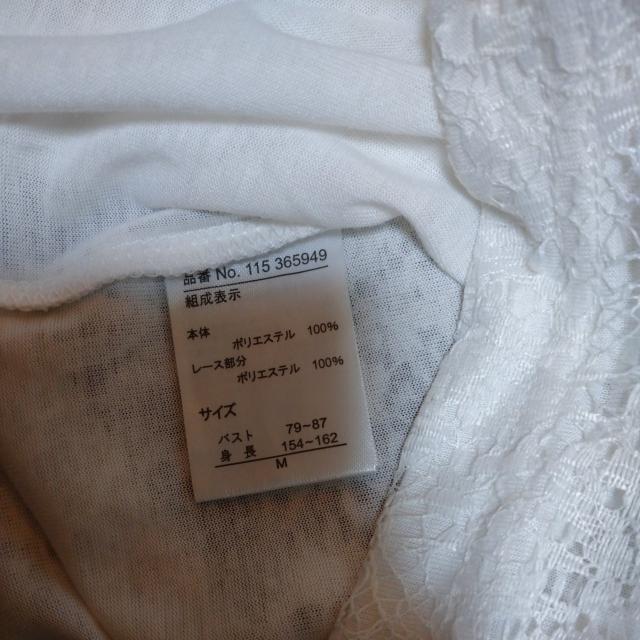 品番 No. 115 365949
組成表示
本体
ポリエステル 100%
レース部分
ポリエステル 100%
サイズ
バスト 79~87
身長 154~162
M